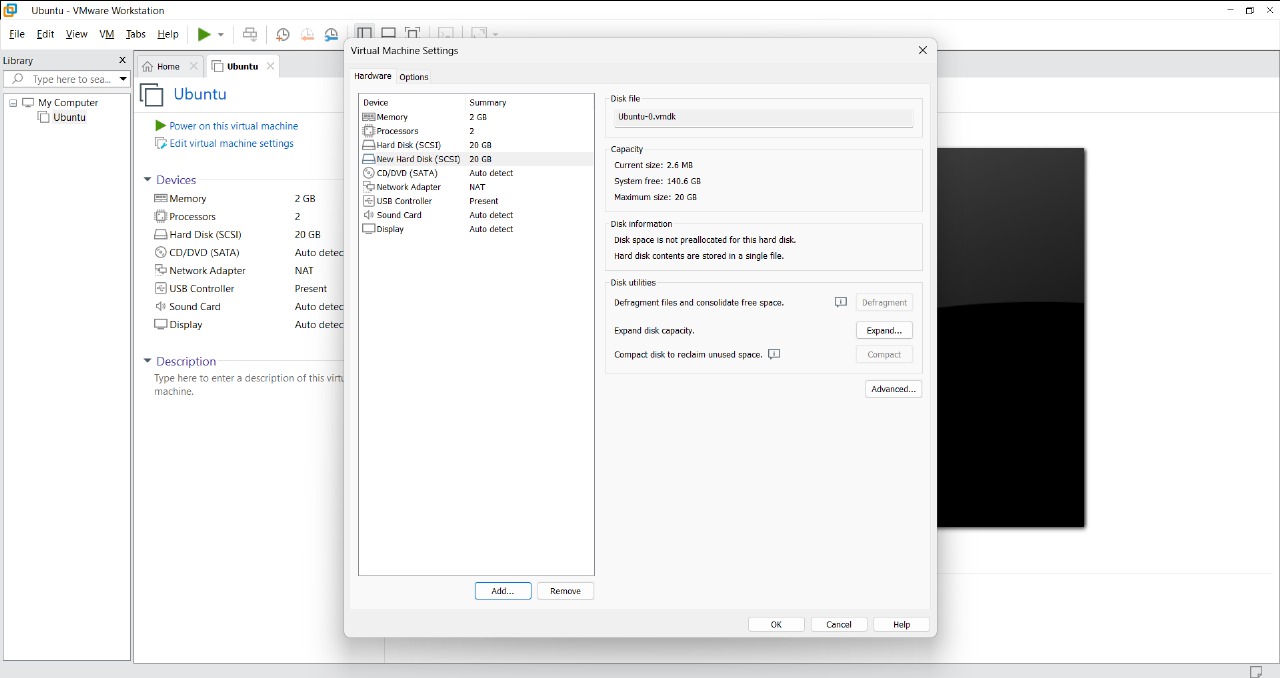 Ubuntu - VMware Workstation
File Edit View VM Tabs Help
Library
Type here to sea...
My Computer
Ubuntu
Home
Ubuntu
Ubuntu
Power on this virtual machine
Edit virtual machine settings
Devices
Memory 2 GB
Processors 2
Hard Disk (SCSI) 20 GB
CD/DVD (SATA) Auto detec
Network Adapter NAT
USB Controller Present
Sound Card Auto detec
Display Auto detec
Description
Type here to enter a description of this virtu
machine.
Virtual Machine Settings
Hardware Options
Device Summary
Memory 2 GB
Processors 2
Hard Disk (SCSI) 20 GB
New Hard Disk (SCSI) 20 GB
CD/DVD (SATA) Auto detect
Network Adapter NAT
USB Controller Present
Sound Card Auto detect
Display Auto detect
Add... Remove
Disk file
Ubuntu-0.vmdk
Capacity
Current size: 2.6 MB
System free: 140.6 GB
Maximum size: 20 GB
Disk information
Disk space is not preallocated for this hard disk.
Hard disk contents are stored in a single file.
Disk utilities
Defragment files and consolidate free space. Defragment
Expand disk capacity. Expand...
Compact disk to reclaim unused space. Compact
Advanced...
OK Cancel Help